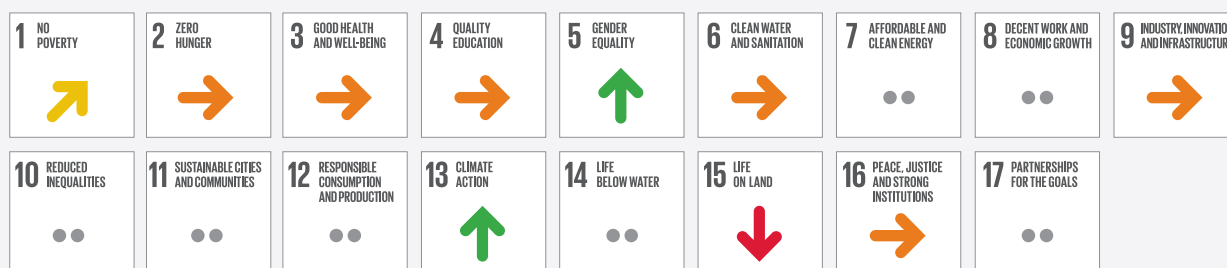 1 NO
POVERTY
2 ZERO
HUNGER
3 GOOD HEALTH
AND WELL-BEING
4 QUALITY
EDUCATION
5 GENDER
EQUALITY
6 CLEAN WATER
AND SANITATION
7 AFFORDABLE AND
CLEAN ENERGY
8 DECENT WORK AND
ECONOMIC GROWTH
9 INDUSTRY, INNOVATIO
AND INFRASTRUCTUR
10 REDUCED
INEQUALITIES
11 SUSTAINABLE CITIES
AND COMMUNITIES
12 RESPONSIBLE
CONSUMPTION
AND PRODUCTION
13 CLIMATE
ACTION
14 LIFE
BELOW WATER
15 LIFE
ON LAND
16 PEACE, JUSTICE
AND STRONG
INSTITUTIONS
17 PARTNERSHIPS
FOR THE GOALS